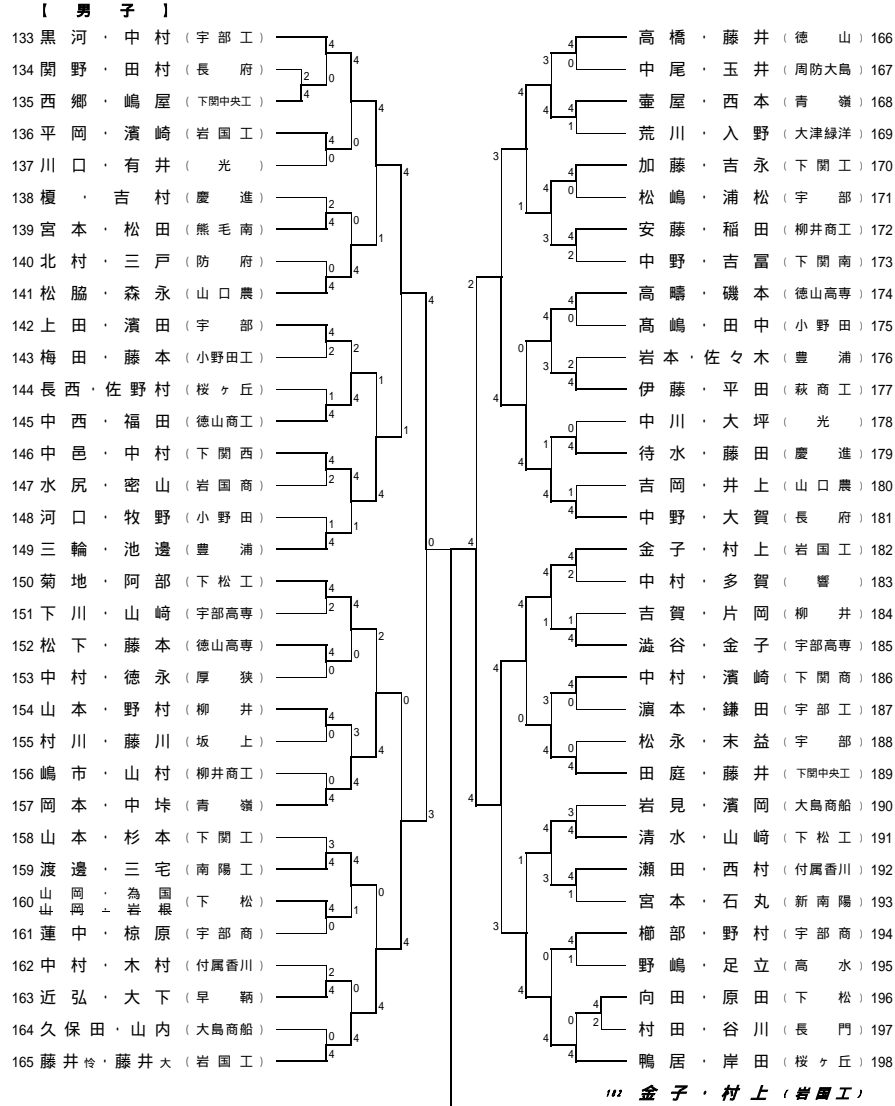 【 男 子 】
133 黒 河 ・ 中 村 （ 宇 部 工 ）
134 関 野 ・ 田 村 （ 長 府 ）
135 西 郷 ・ 嶋 屋 （ 下関中央工 ）
136 平 岡 ・ 濱 崎 （ 岩 国 工 ）
137 川 口 ・ 有 井 （ 光 ）
138 榎 ・ 吉 村 （ 慶 進 ）
139 宮 本 ・ 松 田 （ 熊 毛 南 ）
140 北 村 ・ 三 戸 （ 防 府 ）
141 松 脇 ・ 森 永 （ 山 口 農 ）
142 上 田 ・ 濱 田 （ 宇 部 ）
143 梅 田 ・ 藤 本 （ 小野田工 ）
144 長 西 ・ 佐 野 村 （ 桜 ヶ 丘 ）
145 中 西 ・ 福 田 （ 徳山商工 ）
146 中 邑 ・ 中 村 （ 下 関 西 ）
147 水 尻 ・ 密 山 （ 岩 国 商 ）
148 河 口 ・ 牧 野 （ 小 野 田 ）
149 三 輪 ・ 池 邊 （ 豊 浦 ）
150 菊 地 ・ 阿 部 （ 下 松 工 ）
151 下 川 ・ 山 﨑 （ 宇部高専 ）
152 松 下 ・ 藤 本 （ 徳山高専 ）
153 中 村 ・ 徳 永 （ 厚 狭 ）
154 山 本 ・ 野 村 （ 柳 井 ）
155 村 川 ・ 藤 川 （ 坂 上 ）
156 嶋 市 ・ 山 村 （ 柳井商工 ）
157 岡 本 ・ 中 垰 （ 青 嶺 ）
158 山 本 ・ 杉 本 （ 下 関 工 ）
159 渡 邊 ・ 三 宅 （ 南 陽 工 ）
160 山 岡 ・ 為 国 （ 下 松 ）
山 岡 ・ 岩 根
161 蓮 中 ・ 椋 原 （ 宇 部 商 ）
162 中 村 ・ 木 村 （ 付属香川 ）
163 近 弘 ・ 大 下 （ 早 鞆 ）
164 久 保 田 ・ 山 内 （ 大島商船 ）
165 藤 井 怜 ・ 藤 井 大 （ 岩 国 工 ）
高 橋 ・ 藤 井 （ 徳 山 ） 166
中 尾 ・ 玉 井 （ 周防大島 ） 167
壷 屋 ・ 西 本 （ 青 嶺 ） 168
荒 川 ・ 入 野 （ 大津緑洋 ） 169
加 藤 ・ 吉 永 （ 下 関 工 ） 170
松 嶋 ・ 浦 松 （ 宇 部 ） 171
安 藤 ・ 稲 田 （ 柳井商工 ） 172
中 野 ・ 吉 冨 （ 下 関 南 ） 173
高 疇 ・ 磯 本 （ 徳山高専 ） 174
髙 嶋 ・ 田 中 （ 小 野 田 ） 175
岩 本 ・ 佐 々 木 （ 豊 浦 ） 176
伊 藤 ・ 平 田 （ 萩 商 工 ） 177
中 川 ・ 大 坪 （ 光 ） 178
待 水 ・ 藤 田 （ 慶 進 ） 179
吉 岡 ・ 井 上 （ 山 口 農 ） 180
中 野 ・ 大 賀 （ 長 府 ） 181
金 子 ・ 村 上 （ 岩 国 工 ） 182
中 村 ・ 多 賀 （ 響 ） 183
吉 賀 ・ 片 岡 （ 柳 井 ） 184
澁 谷 ・ 金 子 （ 宇部高専 ） 185
中 村 ・ 濱 崎 （ 下 関 商 ） 186
濵 本 ・ 鎌 田 （ 宇 部 工 ） 187
松 永 ・ 末 益 （ 宇 部 ） 188
田 庭 ・ 藤 井 （ 下関中央工 ） 189
岩 見 ・ 濱 岡 （ 大島商船 ） 190
清 水 ・ 山 﨑 （ 下 松 工 ） 191
瀬 田 ・ 西 村 （ 付属香川 ） 192
宮 本 ・ 石 丸 （ 新 南 陽 ） 193
櫛 部 ・ 野 村 （ 宇 部 商 ） 194
野 嶋 ・ 足 立 （ 高 水 ） 195
向 田 ・ 原 田 （ 下 松 ） 196
村 田 ・ 谷 川 （ 長 門 ） 197
鴨 居 ・ 岸 田 （ 桜 ヶ 丘 ） 198
182 金 子 ・ 村 上 （ 岩 国 工 ）